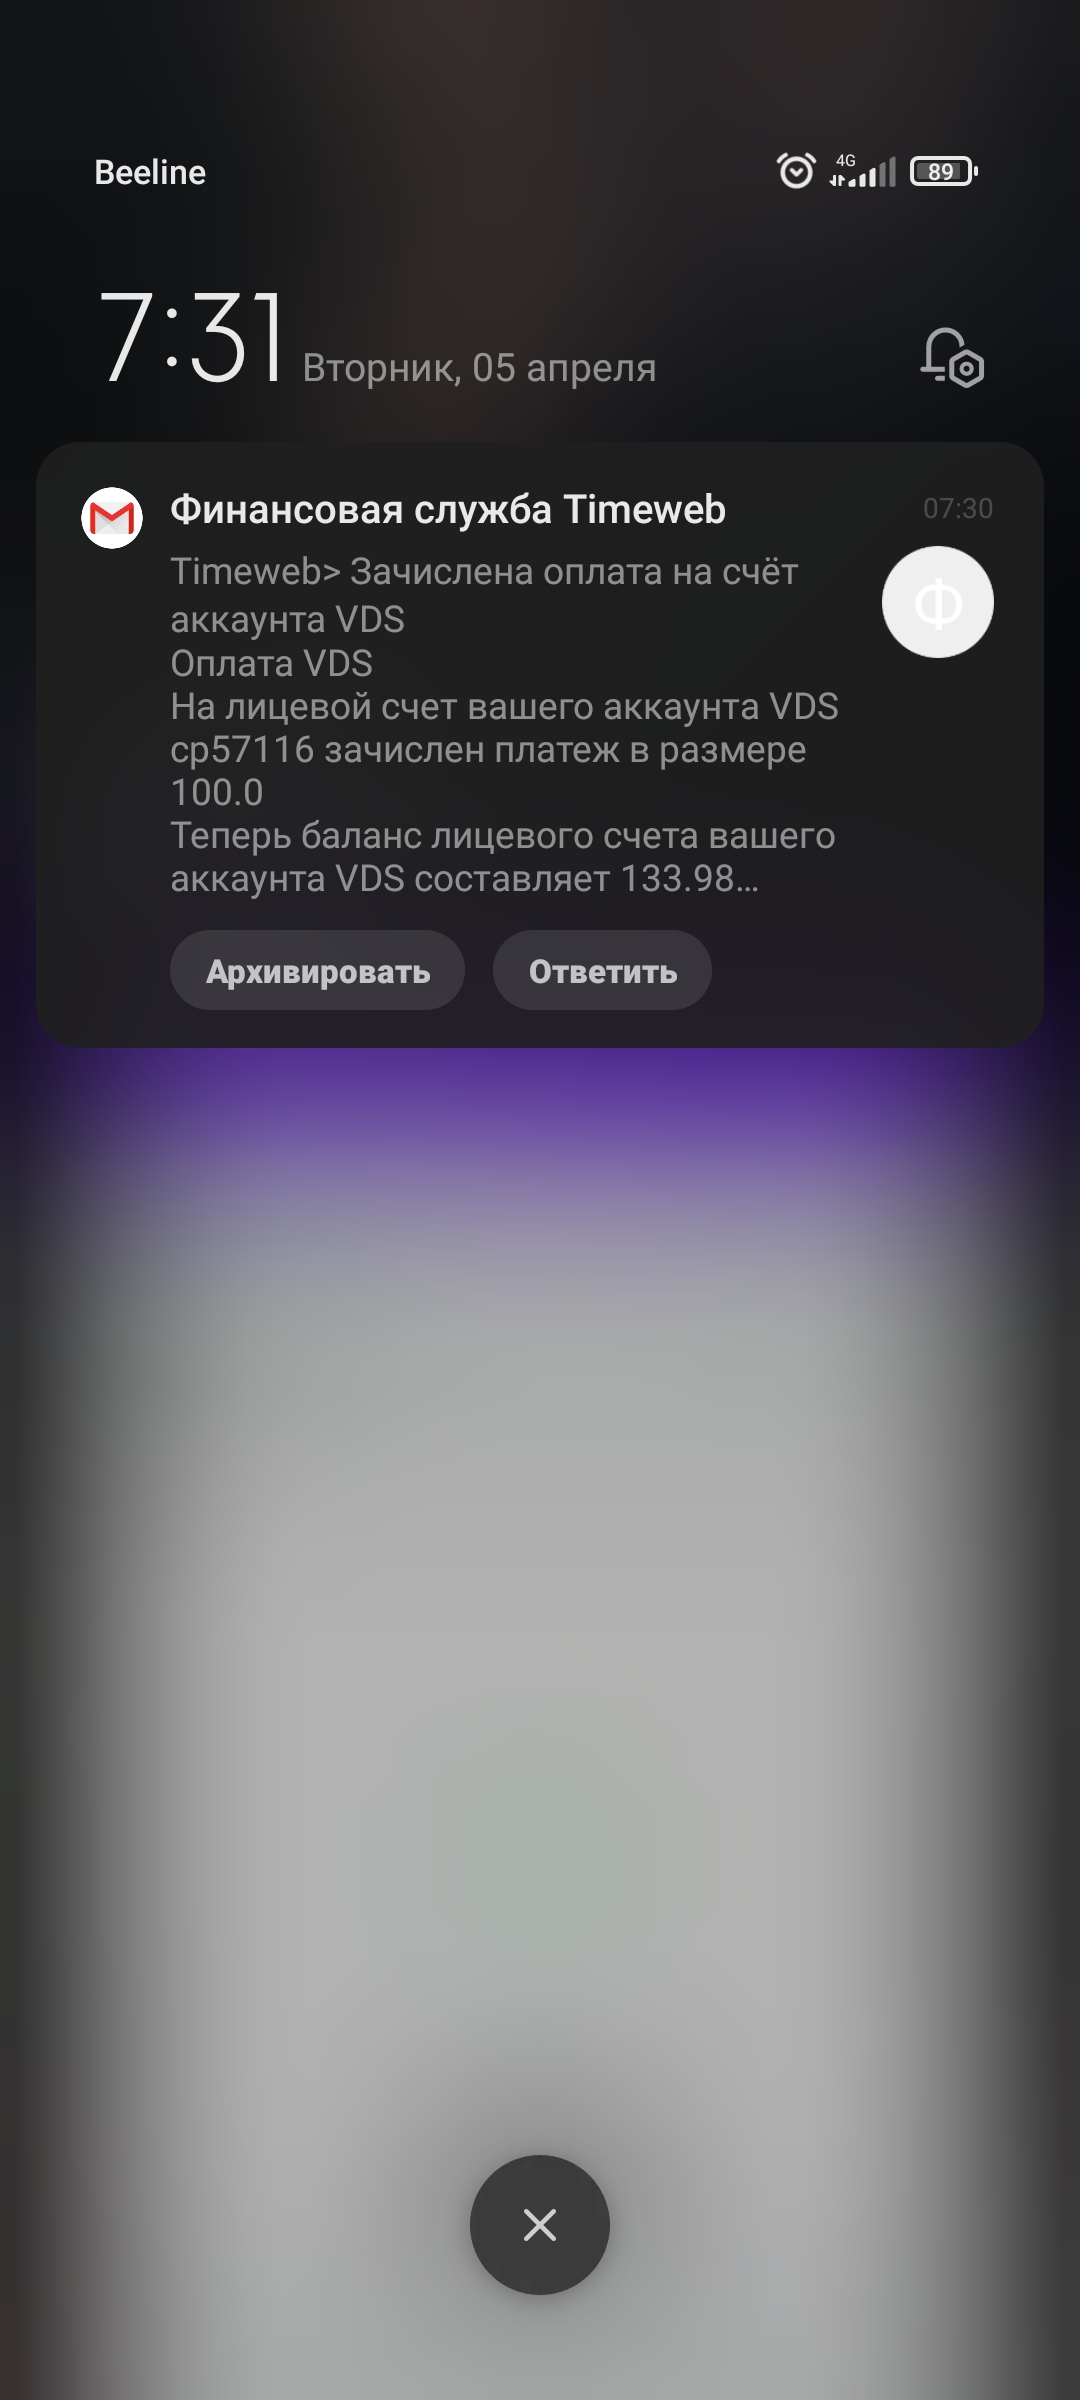 Beeline
4G
89
7:31 Вторник, 05 апреля
Финансовая служба Timeweb
07:30
Timeweb> Зачислена оплата на счёт
аккаунта VDS
Ф
Оплата VDS
На лицевой счет вашего аккаунта VDS
cp57116 зачислен платеж в размере
100.0
Теперь баланс лицевого счета вашего
аккаунта VDS составляет 133.98…
Архивировать
Ответить